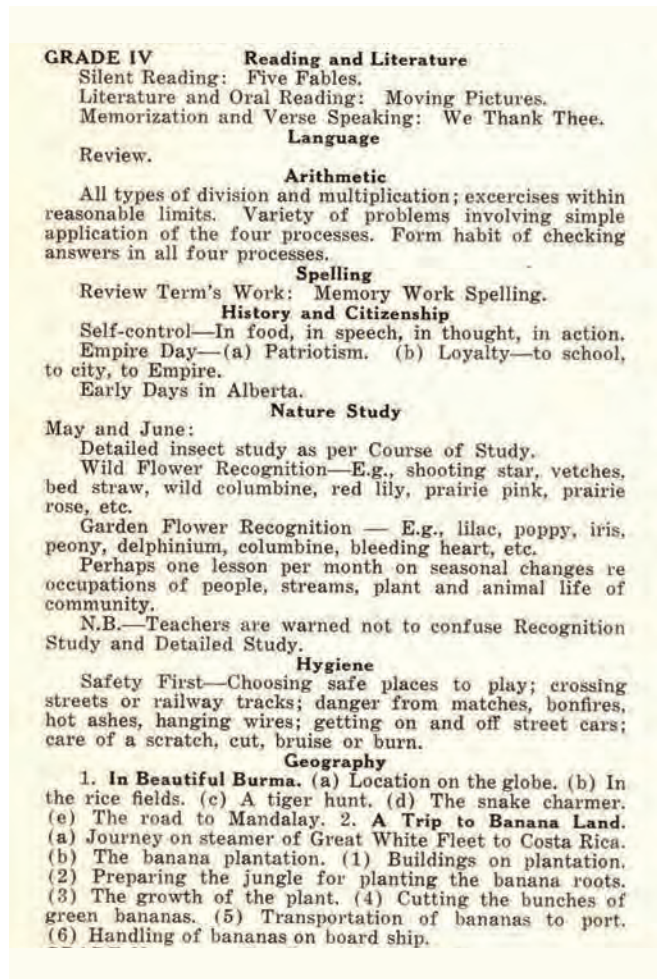 GRADE IV Reading and Literature
Silent Reading: Five Fables.
Literature and Oral Reading: Moving Pictures.
Memorization and Verse Speaking: We Thank Thee.
Language
Review.
Arithmetic
All types of division and multiplication; excercises within
reasonable limits. Variety of problems involving simple
application of the four processes. Form habit of checking
answers in all four processes.
Spelling
Review Term's Work: Memory Work Spelling.
History and Citizenship
Self-control—In food, in speech, in thought, in action.
Empire Day—(a) Patriotism. (b) Loyalty—to school,
to city, to Empire.
Early Days in Alberta.
Nature Study
May and June:
Detailed insect study as per Course of Study.
Wild Flower Recognition—E.g., shooting star, vetches,
bed straw, wild columbine, red lily, prairie pink, prairie
rose, etc.
Garden Flower Recognition — E.g., lilac, poppy, iris,
peony, delphinium, columbine, bleeding heart, etc.
Perhaps one lesson per month on seasonal changes re
occupations of people, streams, plant and animal life of
community.
N.B.—Teachers are warned not to confuse Recognition
Study and Detailed Study.
Hygiene
Safety First—Choosing safe places to play; crossing
streets or railway tracks; danger from matches, bonfires,
hot ashes, hanging wires; getting on and off street cars;
care of a scratch, cut, bruise or burn.
Geography
1. In Beautiful Burma. (a) Location on the globe. (b) In
the rice fields. (c) A tiger hunt. (d) The snake charmer.
(e) The road to Mandalay. 2. A Trip to Banana Land.
(a) Journey on steamer of Great White Fleet to Costa Rica.
(b) The banana plantation. (1) Buildings on plantation.
(2) Preparing the jungle for planting the banana roots.
(3) The growth of the plant. (4) Cutting the bunches of
green bananas. (5) Transportation of bananas to port.
(6) Handling of bananas on board ship.